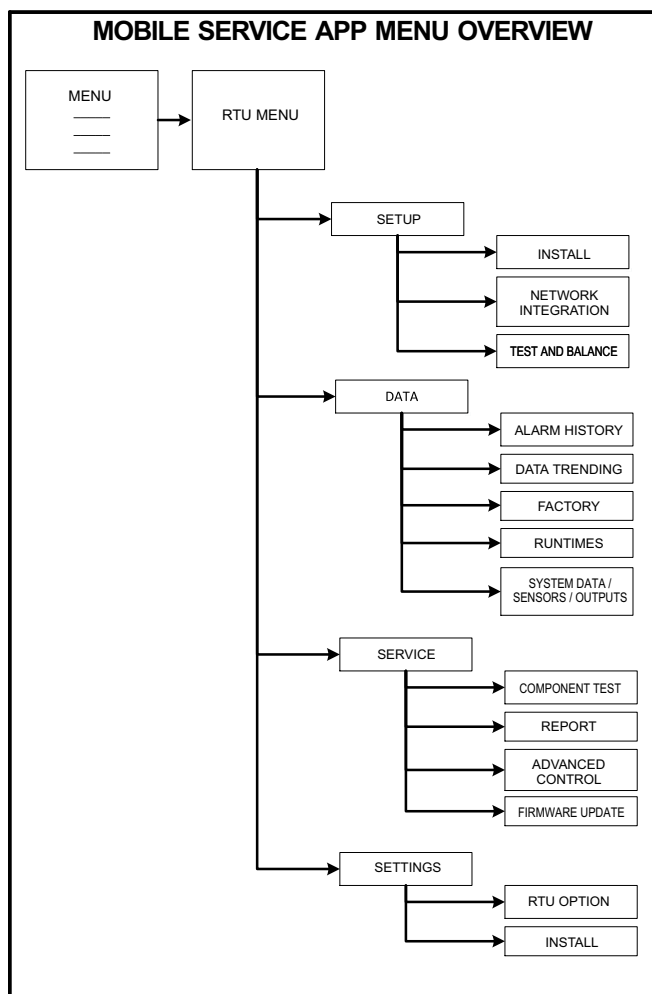 MOBILE SERVICE APP MENU OVERVIEW
MENU
RTU MENU
SETUP
INSTALL
NETWORK
INTEGRATION
TEST AND BALANCE
DATA
ALARM HISTORY
DATA TRENDING
FACTORY
RUNTIMES
SYSTEM DATA /
SENSORS / OUTPUTS
SERVICE
COMPONENT TEST
REPORT
ADVANCED
CONTROL
FIRMWARE UPDATE
SETTINGS
RTU OPTION
INSTALL